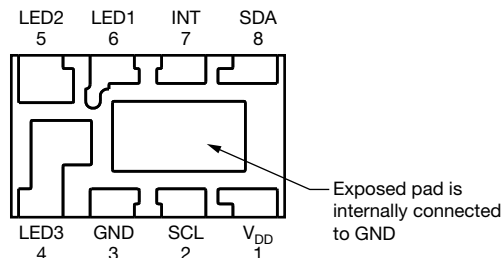 LED2 LED1 INT SDA
5 6 7 8
Exposed pad is
internally connected
to GND
LED3 GND SCL VDD
4 3 2 1